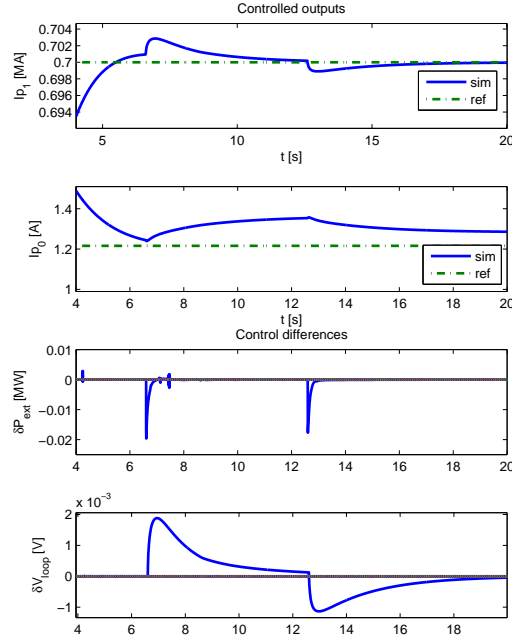 Controlled outputs
0.704
0.702
0.7
0.698
0.696
0.694
Ip1 [MA]
sim
ref
5 10 15 20
t [s]
1.4
1.2
1
Ip0 [A]
sim
ref
4 6 8 10 12 14 16 18 20
t [s]
Control differences
0.01
0
−0.01
−0.02
δP_ext [MW]
4 6 8 10 12 14 16 18 20
x 10−3
2
1
0
−1
δV_loop [V]
4 6 8 10 12 14 16 18 20